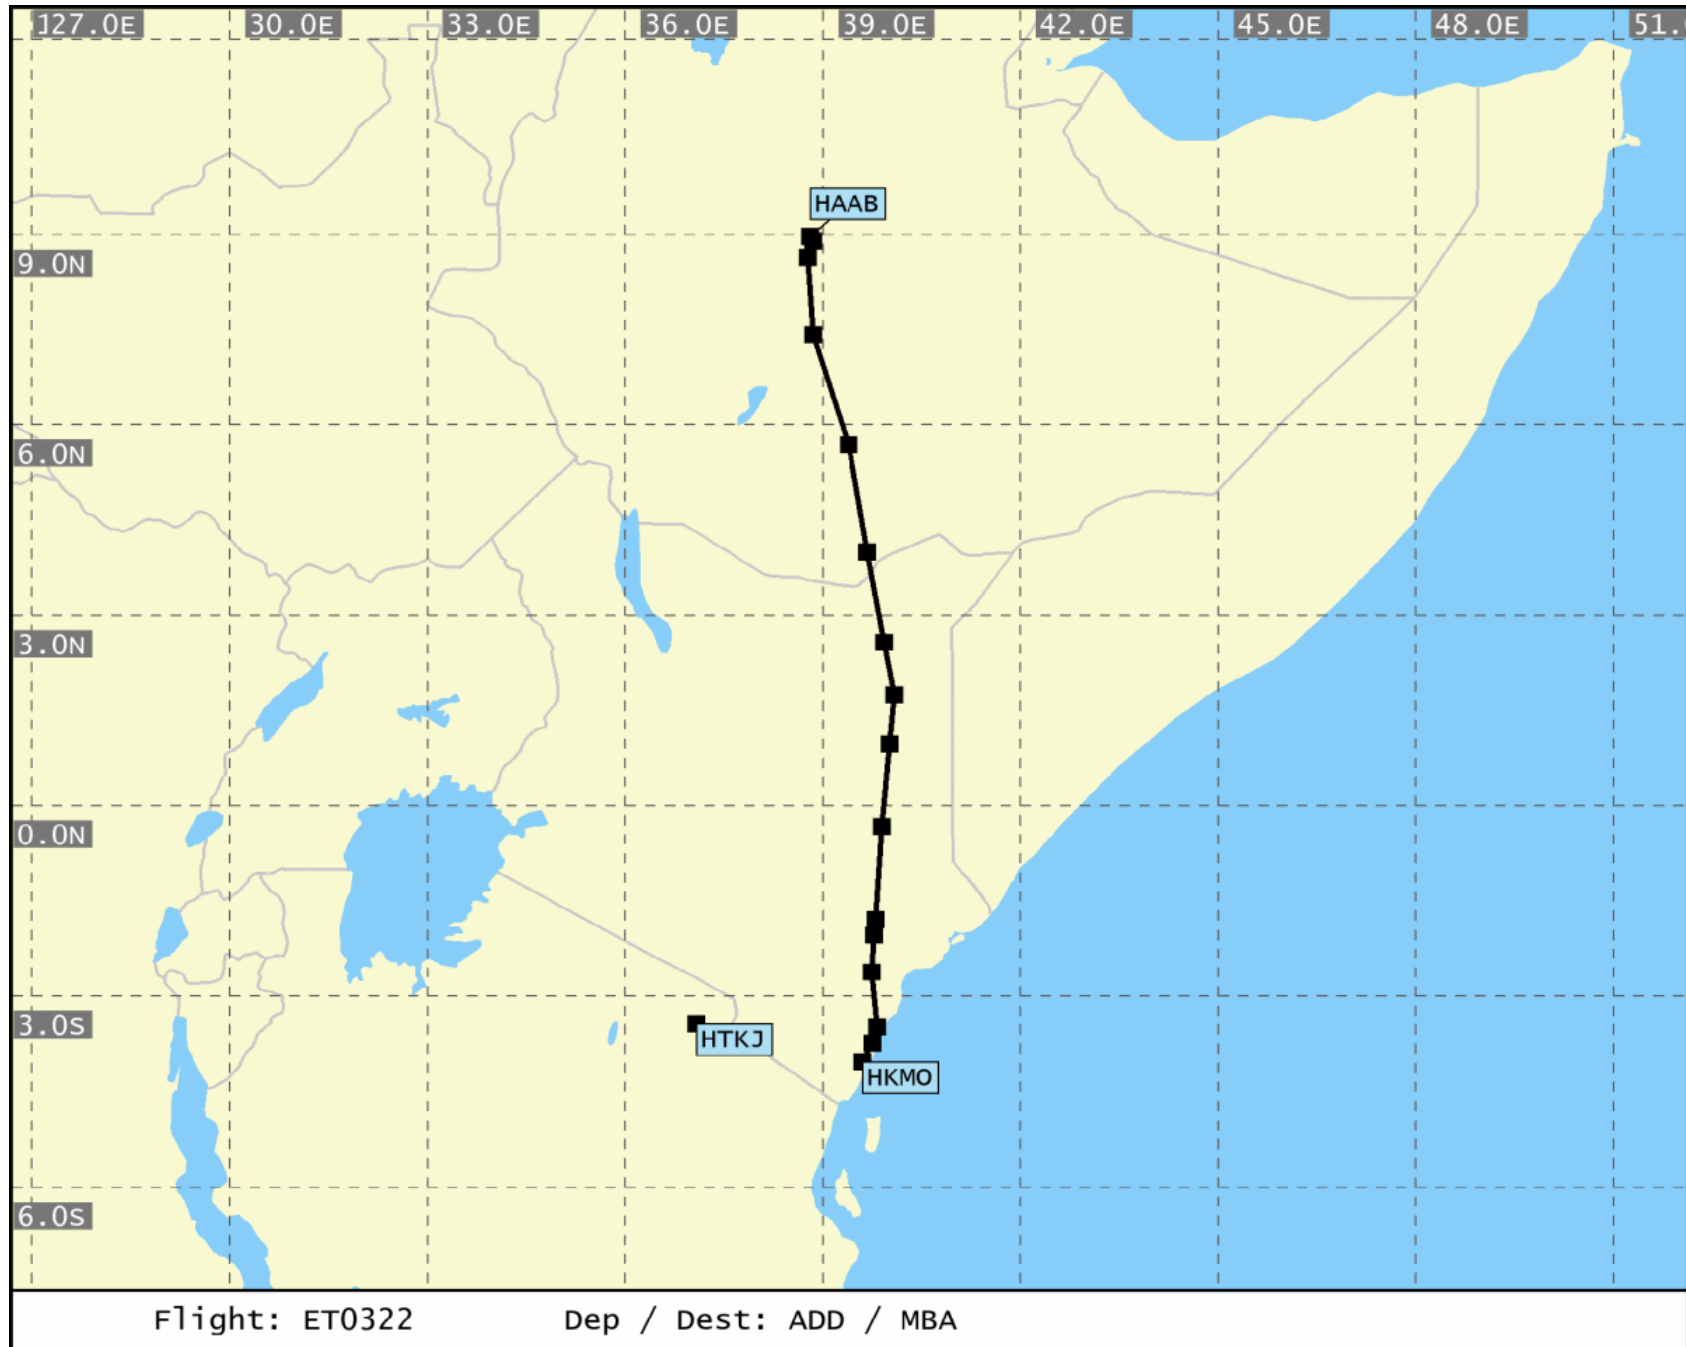 127.0E 30.0E 33.0E 36.0E 39.0E 42.0E 45.0E 48.0E 51.
HAAB
9.0N
6.0N
3.0N
0.0N
3.0S
HTKJ
HKMO
6.0S
Flight: ET0322 Dep / Dest: ADD / MBA